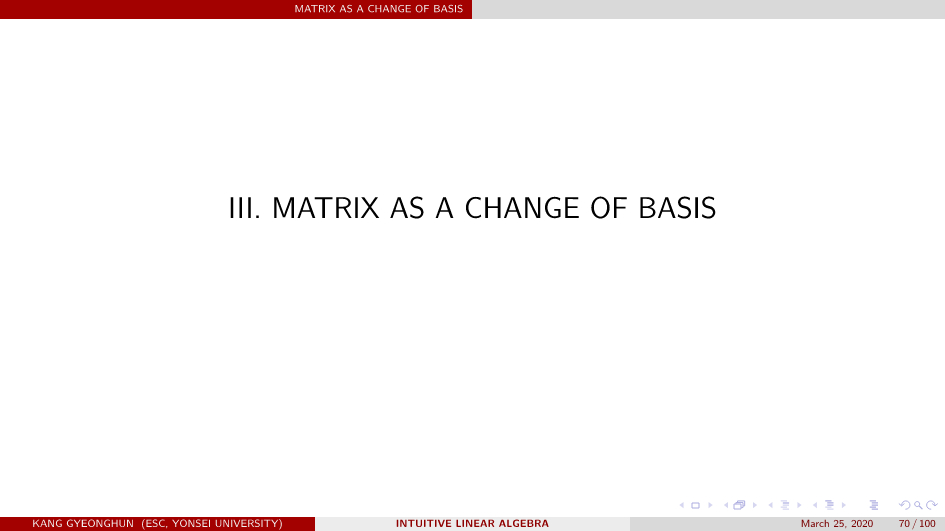 MATRIX AS A CHANGE OF BASIS
III. MATRIX AS A CHANGE OF BASIS
KANG GYEONGHUN (ESC, YONSEI UNIVERSITY) INTUITIVE LINEAR ALGEBRA March 25, 2020 70 / 100